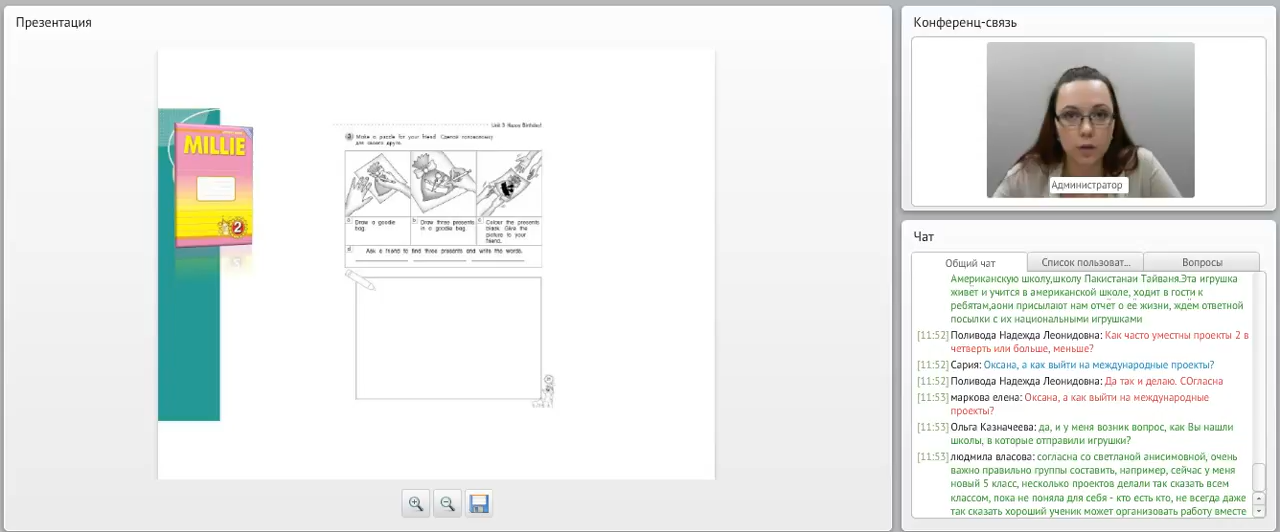 Презентация
MILLIE
2
Unit 3 Happy Birthday!
Make a puzzle for your friend. Сделай головоломку
для своего друга.
a Draw a goodie
bag.
b Draw three presents
in a goodie bag.
c Colour the presents
black. Give the
picture to your
friend.
d Ask a friend to find three presents and write the words.
Конференц-связь
Администратор
Чат
Общий чат
Список пользоват...
Вопросы
Американскую школу,школу Пакистанаи Тайваня.Эта игрушка
живет и учится в американской школе, ходит в гости к
ребятам,аони присылают нам отчёт о её жизни, ждём ответной
посылки с их национальными игрушками
[11:52] Поливода Надежда Леонидовна: Как часто уместны проекты 2 в
четверть или больше, меньше?
[11:52] Сария: Оксана, а как выйти на международные проекты?
[11:52] Поливода Надежда Леонидовна: Да так и делаю. СОгласна
[11:53] маркова елена: Оксана, а как выйти на международные
проекты?
[11:53] Ольга Казначеева: да, и у меня возник вопрос, как Вы нашли
школы, в которые отправили игрушки?
[11:53] людмила власова: согласна со светланой анисимовной, очень
важно правильно группы составить, например, сейчас у меня
новый 5 класс, несколько проектов делали так сказать всем
классом, пока не поняла для себя - кто есть кто, не всегда даже
так сказать хороший ученик может организовать работу вместе